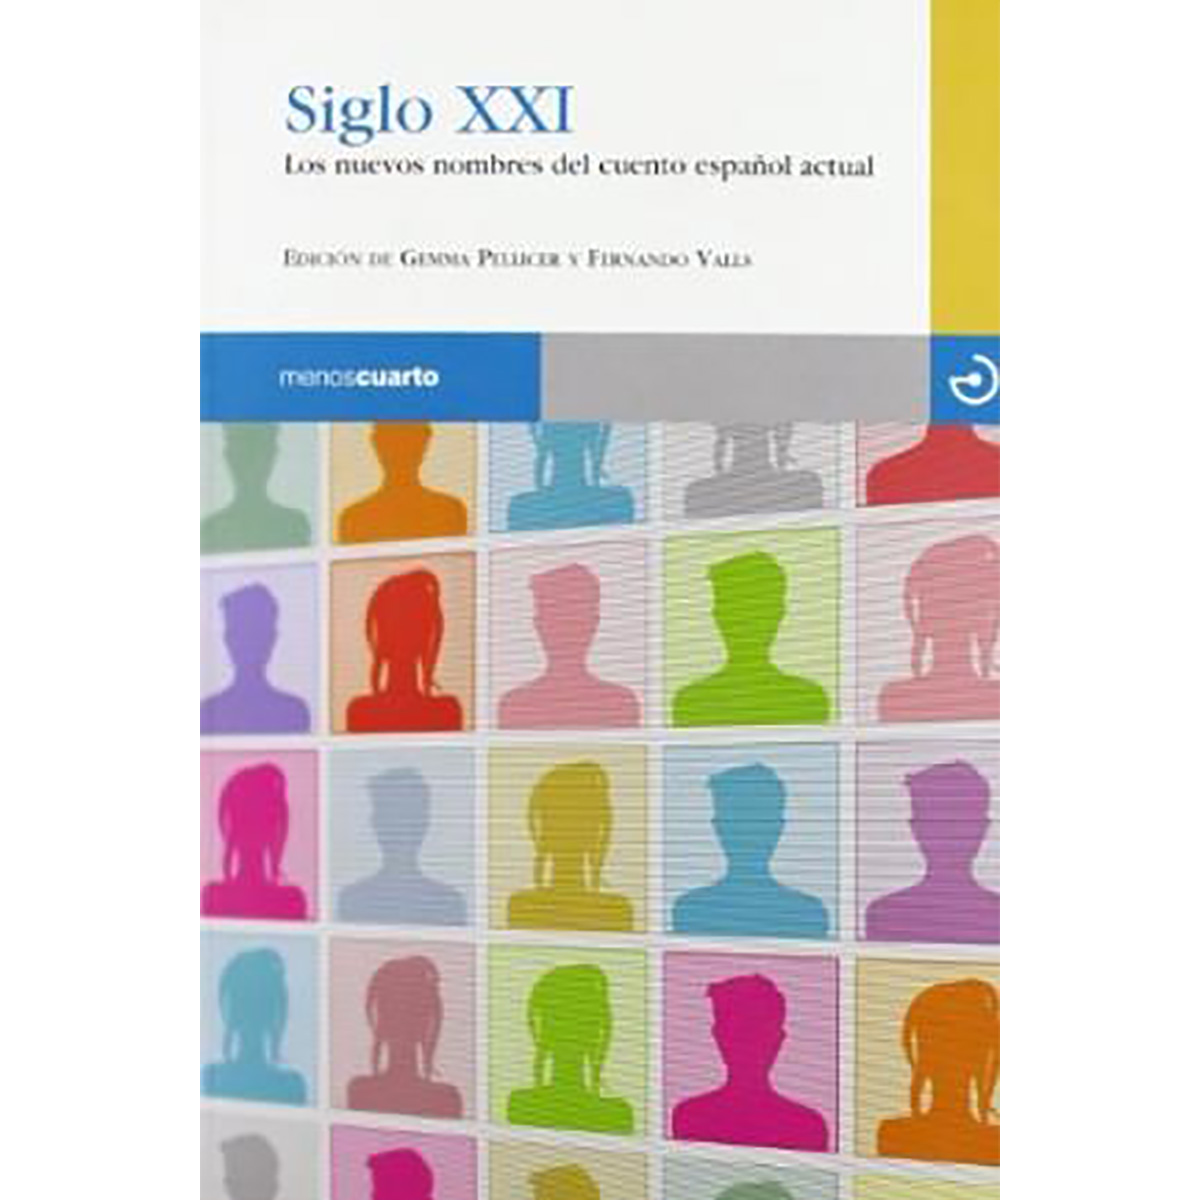 Siglo XXI
Los nuevos nombres del cuento español actual
Edición de Gemma Pellicer y Fernando Valls
menoscuarto